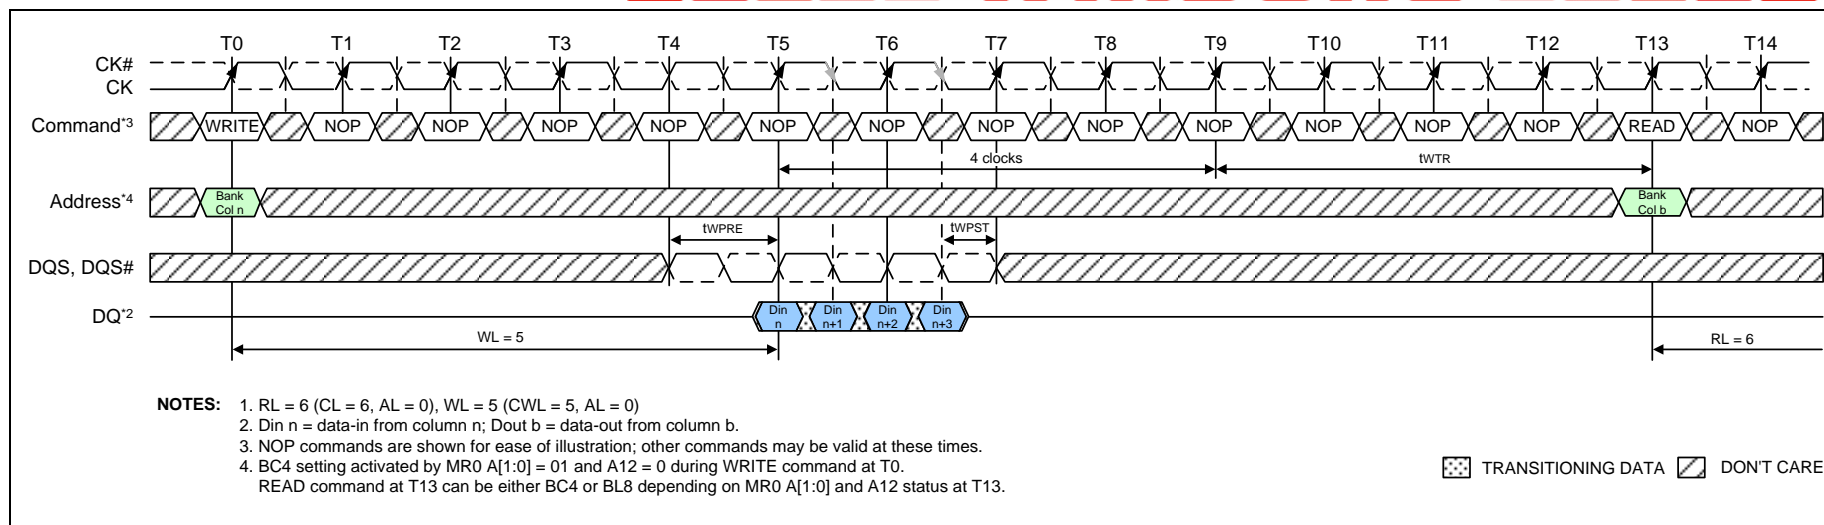 T0 T1 T2 T3 T4 T5 T6 T7 T8 T9 T10 T11 T12 T13 T14
CK#
CK
Command*3 WRITE NOP NOP NOP NOP NOP NOP NOP NOP NOP NOP NOP NOP READ NOP
4 clocks tWTR
Address*4 Bank Col n Bank Col b
tWPRE tWPST
DQS, DQS#
DQ*2 Din n Din n+1 Din n+2 Din n+3
WL = 5 RL = 6
NOTES: 1. RL = 6 (CL = 6, AL = 0), WL = 5 (CWL = 5, AL = 0)
2. Din n = data-in from column n; Dout b = data-out from column b.
3. NOP commands are shown for ease of illustration; other commands may be valid at these times.
4. BC4 setting activated by MR0 A[1:0] = 01 and A12 = 0 during WRITE command at T0.
READ command at T13 can be either BC4 or BL8 depending on MR0 A[1:0] and A12 status at T13.
TRANSITIONING DATA DON'T CARE